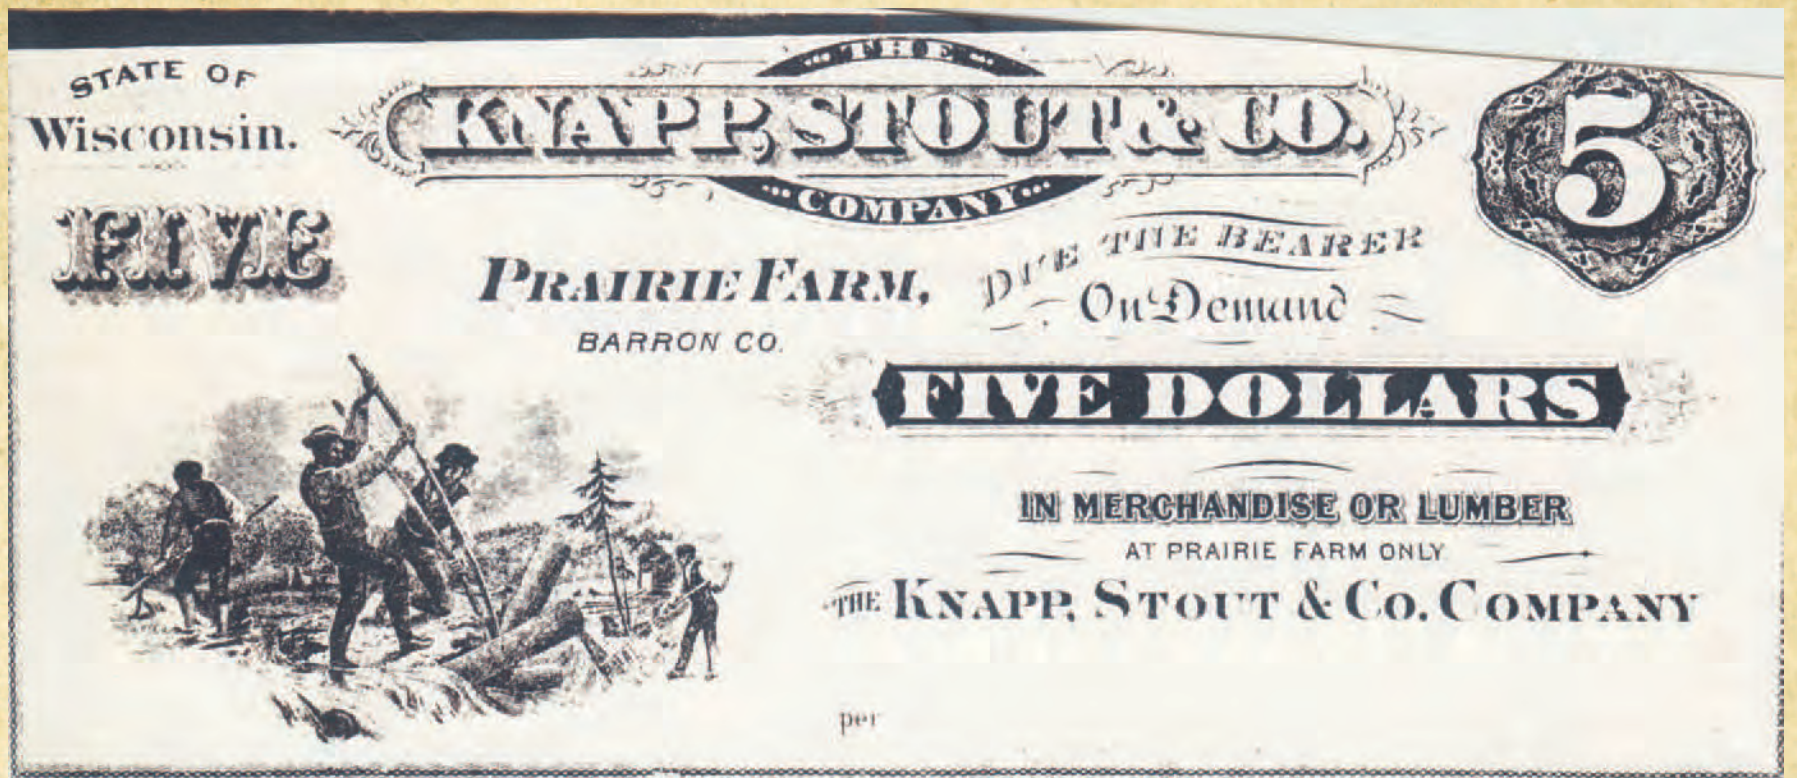 STATE OF
Wisconsin.
FIVE
THE
KNAPP, STOUT & CO.
COMPANY
5
PRAIRIE FARM,
BARRON CO.
DUE THE BEARER
On Demand
FIVE DOLLARS
IN MERCHANDISE OR LUMBER
AT PRAIRIE FARM ONLY
THE KNAPP, STOUT & CO. COMPANY
per